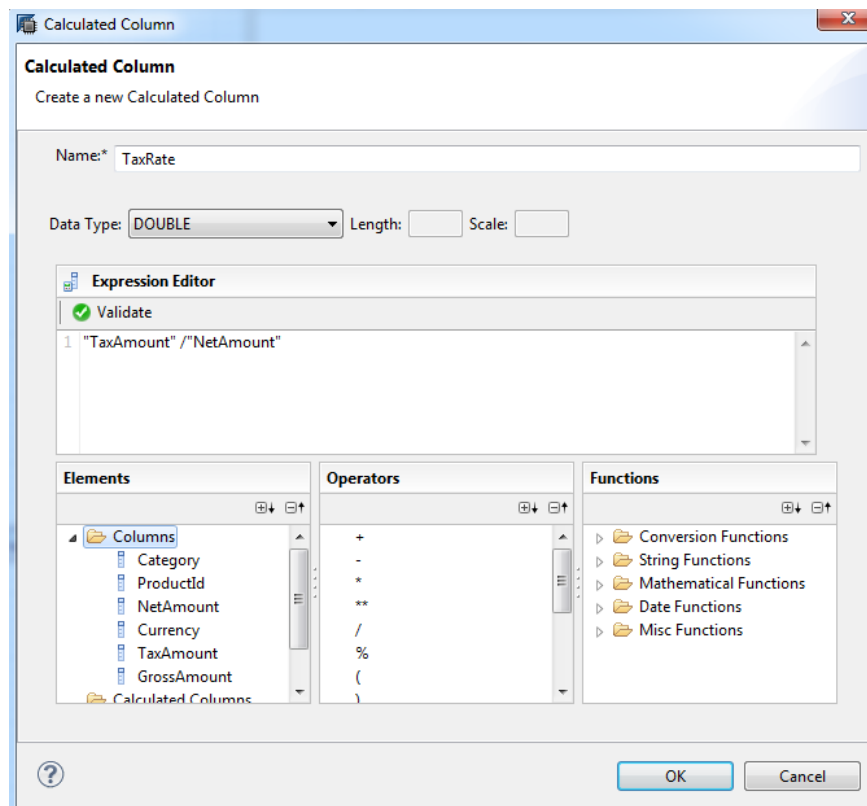 Calculated Column
Calculated Column
Create a new Calculated Column
Name:* TaxRate
Data Type: DOUBLE Length: Scale:
Expression Editor
Validate
1 "TaxAmount" /"NetAmount"
Elements Operators Functions
Columns + Conversion Functions
Category - String Functions
ProductId * Mathematical Functions
NetAmount ** Date Functions
Currency / Misc Functions
TaxAmount %
GrossAmount (
Calculated Columns )
OK Cancel